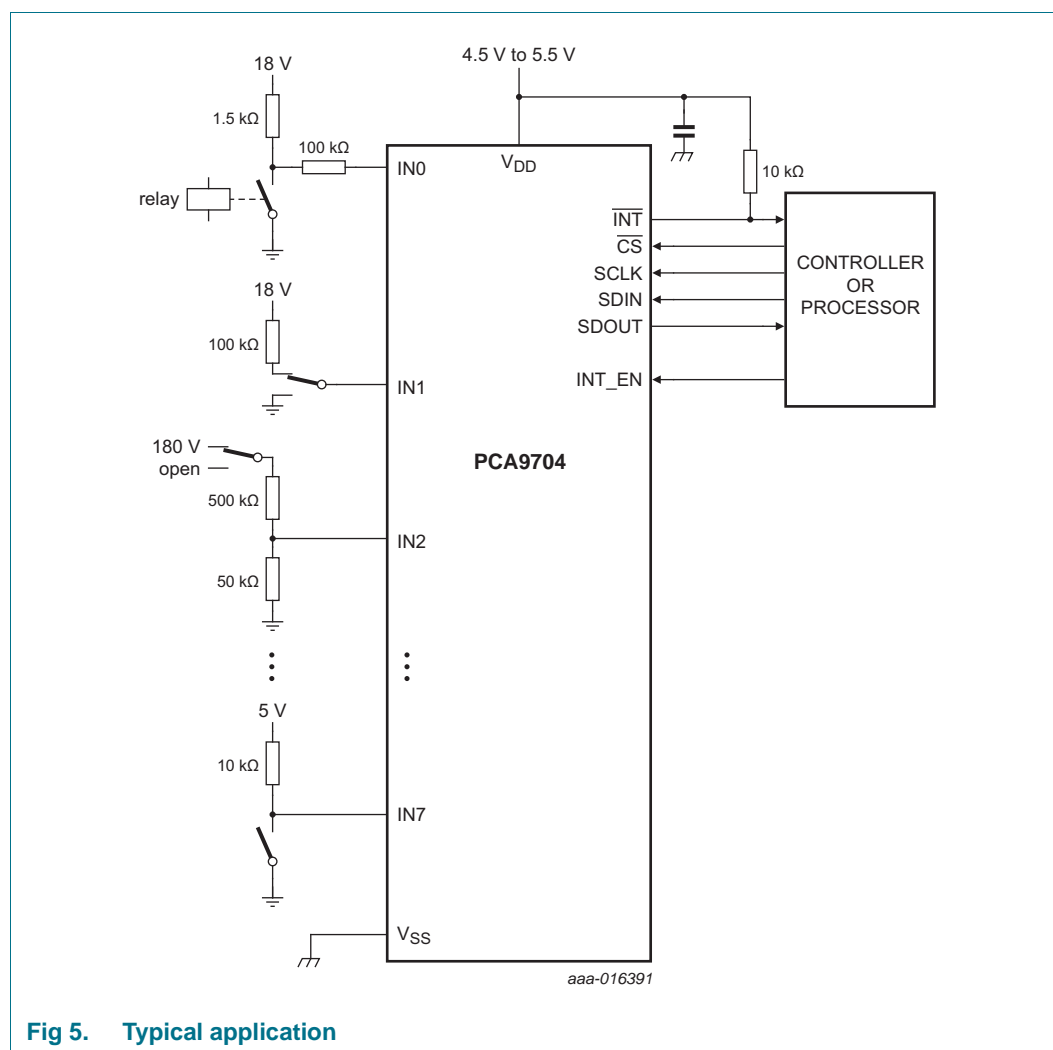 4.5 V to 5.5 V
18 V
1.5 kΩ
100 kΩ
IN0
VDD
10 kΩ
relay
INT
CS
SCLK
SDIN
SDOUT
INT_EN
CONTROLLER
OR
PROCESSOR
18 V
100 kΩ
IN1
180 V
open
500 kΩ
IN2
50 kΩ
PCA9704
5 V
10 kΩ
IN7
VSS
aaa-016391
Fig 5. Typical application